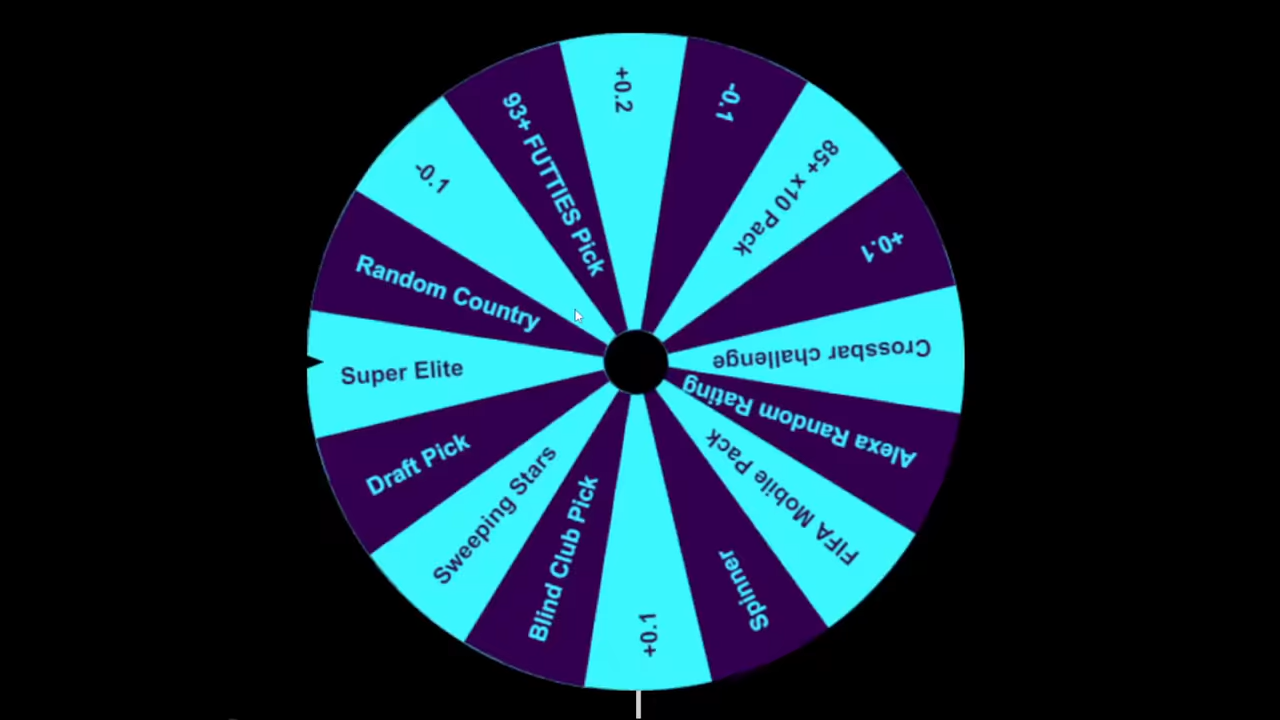 +0.2
-0.1
85+ x10 Pack
+0.1
Crossbar challenge
Alexa Random Rating
FIFA Mobile Pack
Spinner
+0.1
Blind Club Pick
Sweeping Stars
Draft Pick
Super Elite
Random Country
-0.1
93+ FUTTIES Pick